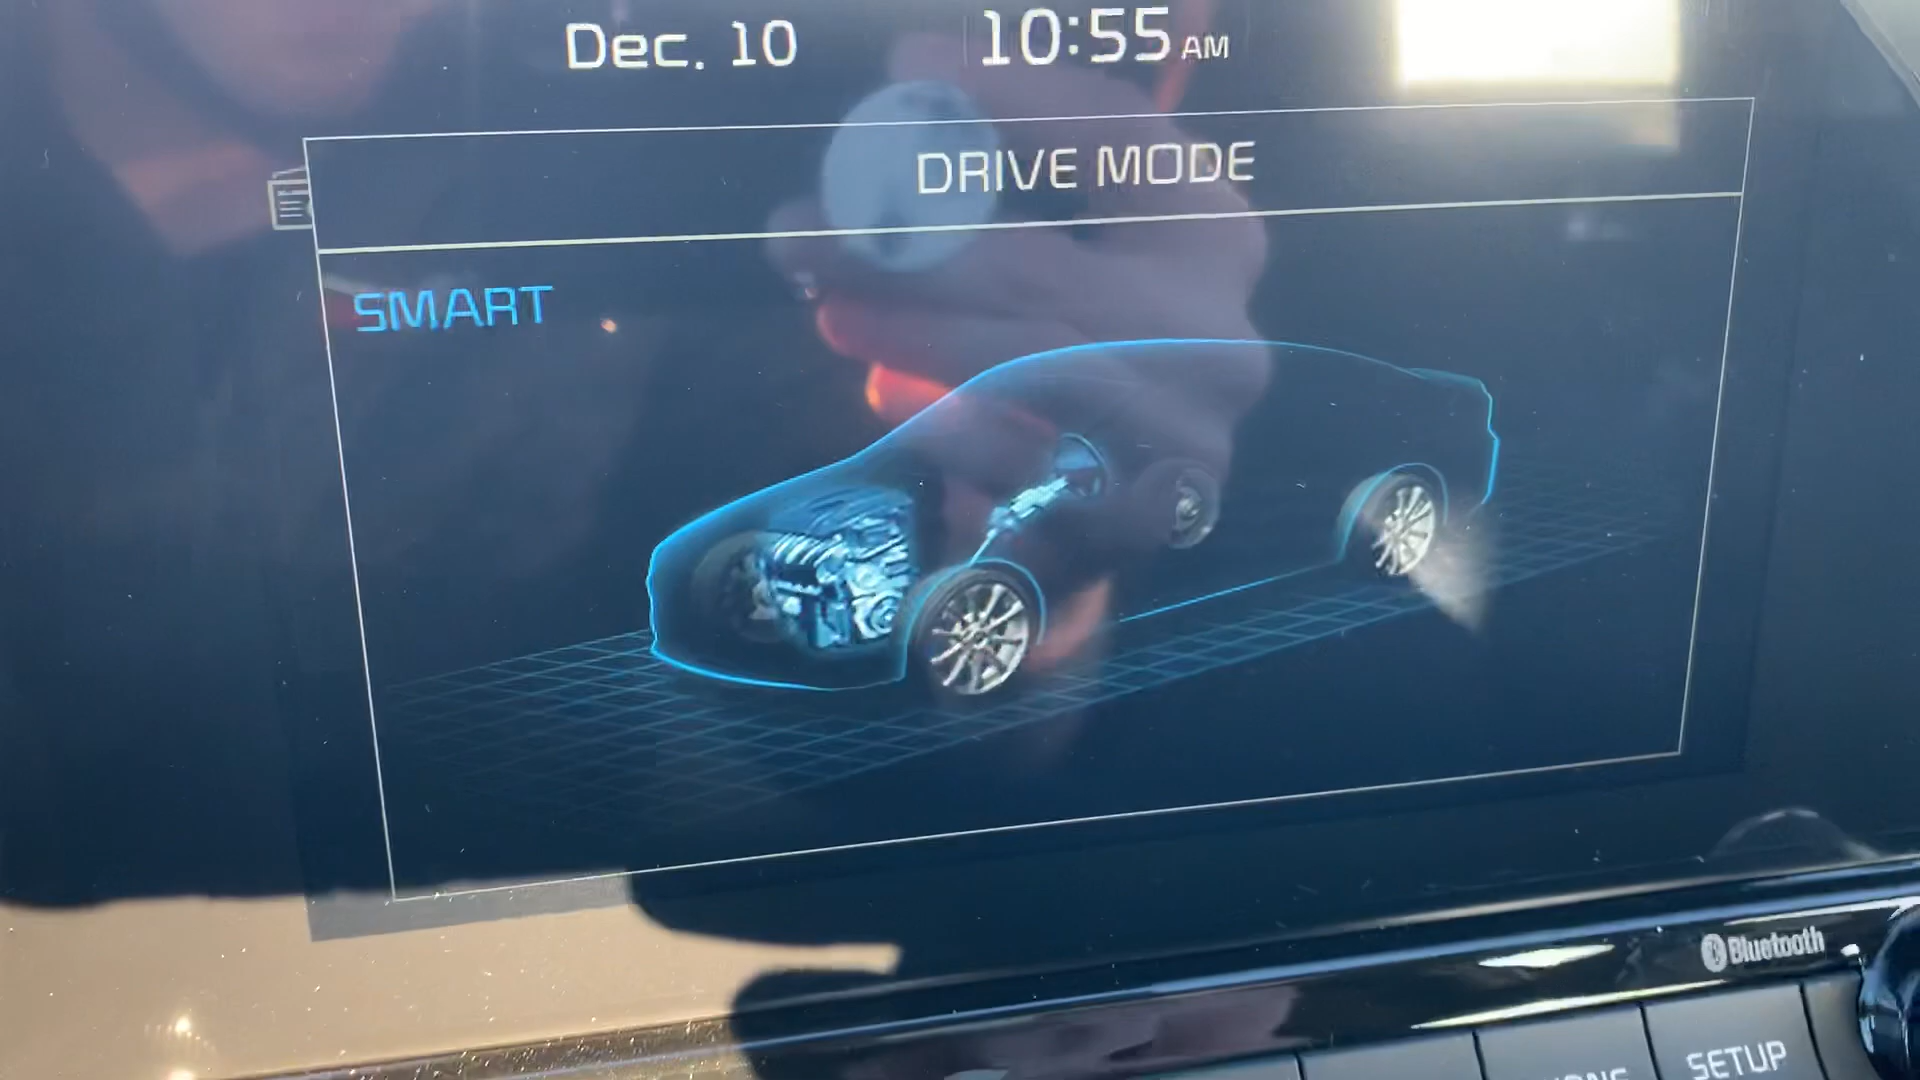 Dec. 10
10:55 AM
DRIVE MODE
SMART
Bluetooth
SETUP